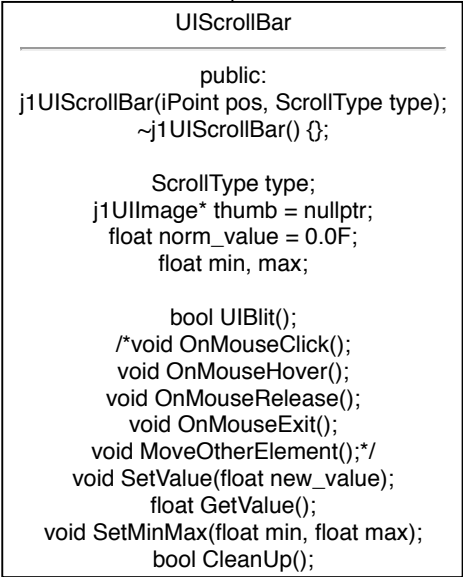 UIScrollBar
public:
j1UIScrollBar(iPoint pos, ScrollType type);
~j1UIScrollBar() {};
ScrollType type;
j1UIImage* thumb = nullptr;
float norm_value = 0.0F;
float min, max;
bool UIBlit();
/*void OnMouseClick();
void OnMouseHover();
void OnMouseRelease();
void OnMouseExit();
void MoveOtherElement();*/
void SetValue(float new_value);
float GetValue();
void SetMinMax(float min, float max);
bool CleanUp();